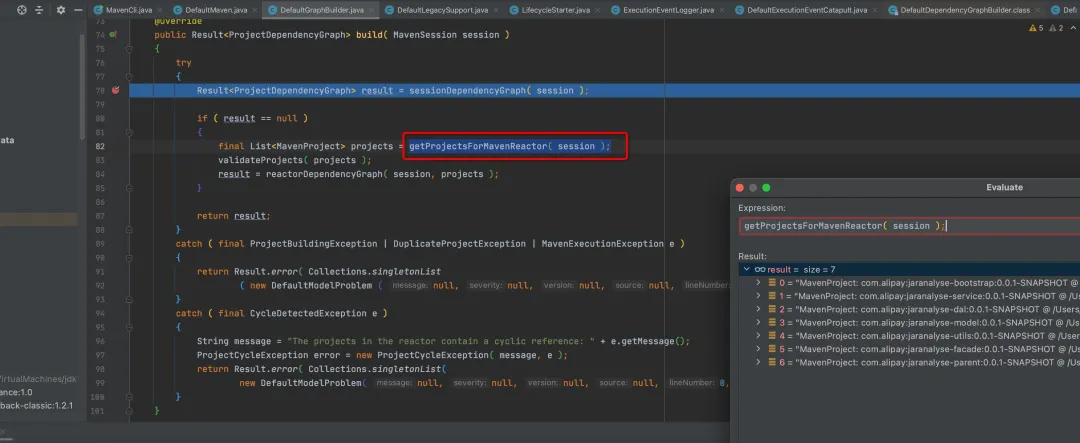 MavenCli.java
DefaultMaven.java
DefaultGraphBuilder.java
DefaultLegacySupport.java
LifecycleStarter.java
ExecutionEventLogger.java
DefaultExecutionEventCatapult.java
DefaultDependencyGraphBuilder.class
5 2
73 @Override
74 public Result<ProjectDependencyGraph> build( MavenSession session )
75 {
76 try
77 {
78 Result<ProjectDependencyGraph> result = sessionDependencyGraph( session );
80 if ( result == null )
81 {
82 final List<MavenProject> projects = getProjectsForMavenReactor( session );
83 validateProjects( projects );
84 result = reactorDependencyGraph( session, projects );
85 }
87 return result;
88 }
89 catch ( final ProjectBuildingException | DuplicateProjectException | MavenExecutionException e )
90 {
91 return Result.error( Collections.singletonList
92 ( new DefaultModelProblem ( message: null, severity: null, version: null, source: null, lineNumber:
93 }
94 catch ( final CycleDetectedException e )
95 {
96 String message = "The projects in the reactor contain a cyclic reference: " + e.getMessage();
97 ProjectCycleException error = new ProjectCycleException( message, e );
98 return Result.error( Collections.singletonList(
99 new DefaultModelProblem( message: null, severity: null, version: null, source: null, lineNumber: 0,
100 }
101 }
ata
irtualMachines/jdk
ance:1.0
back-classic:1.2.1
Evaluate
Expression:
getProjectsForMavenReactor( session );
Result:
result = size = 7
0 = "MavenProject: com.alipay:jaranalyse-bootstrap:0.0.1-SNAPSHOT @
1 = "MavenProject: com.alipay:jaranalyse-service:0.0.1-SNAPSHOT @ /Us
2 = "MavenProject: com.alipay:jaranalyse-dal:0.0.1-SNAPSHOT @ /Users,
3 = "MavenProject: com.alipay:jaranalyse-model:0.0.1-SNAPSHOT @ /Use
4 = "MavenProject: com.alipay:jaranalyse-utils:0.0.1-SNAPSHOT @ /User
5 = "MavenProject: com.alipay:jaranalyse-facade:0.0.1-SNAPSHOT @ /Us
6 = "MavenProject: com.alipay:jaranalyse-parent:0.0.1-SNAPSHOT @ /Use